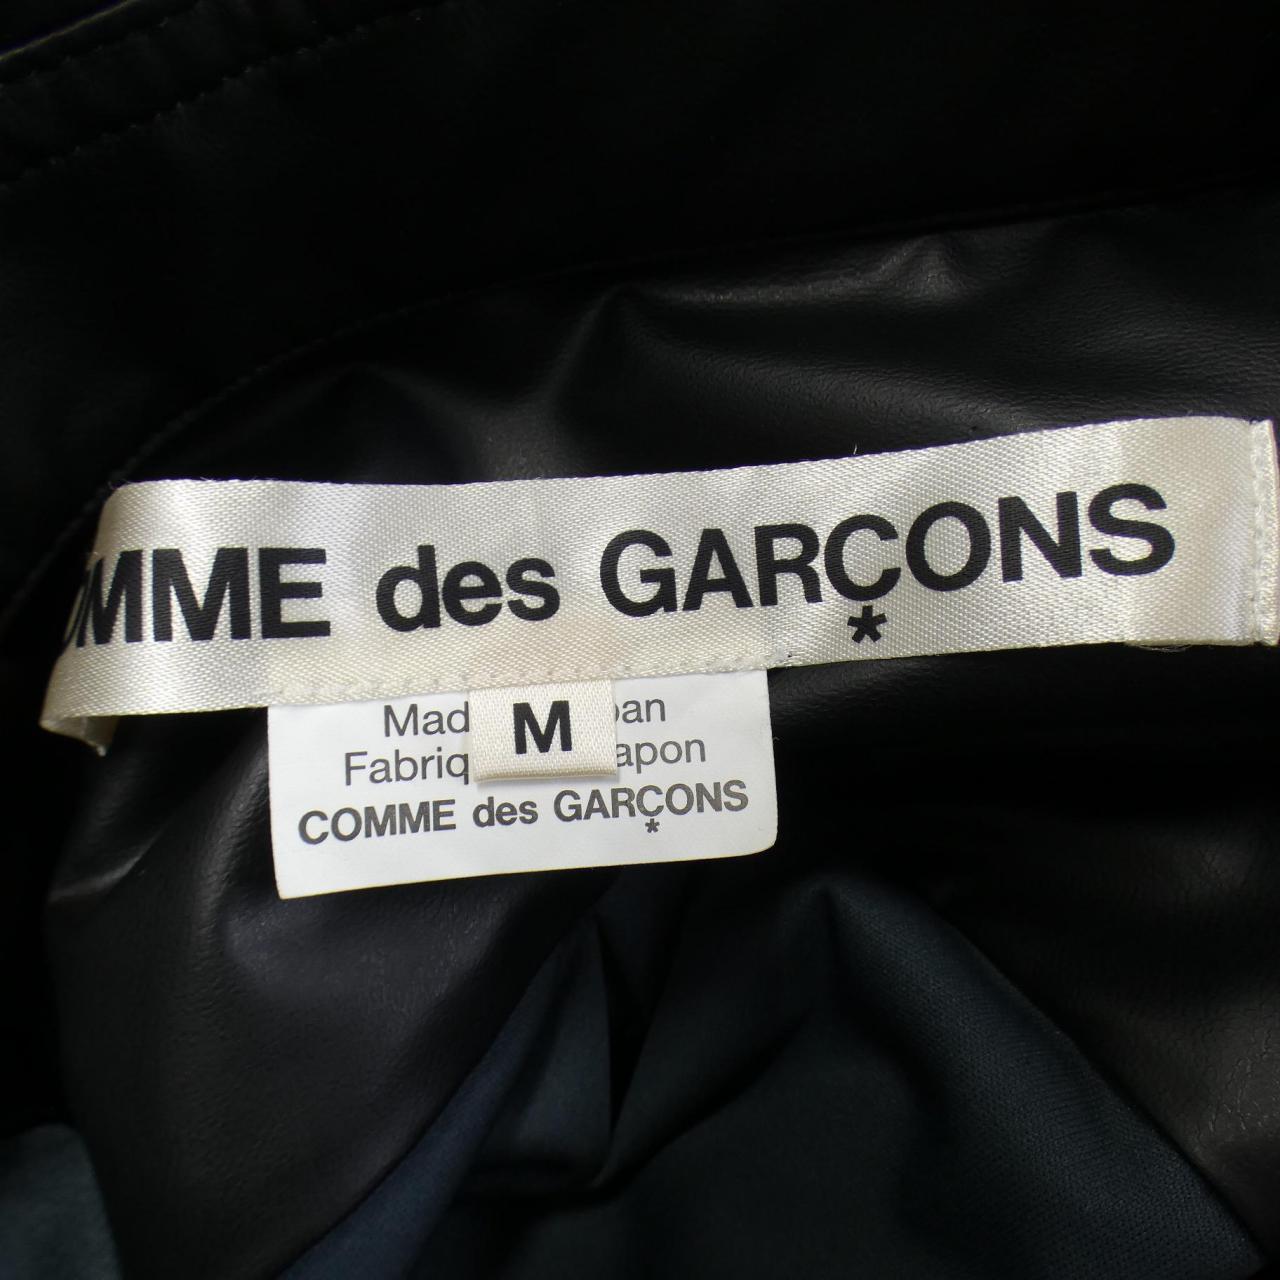 OMME des GARÇONS
*
M
Mad pan
Fabriq apon
COMME des GARÇONS
*